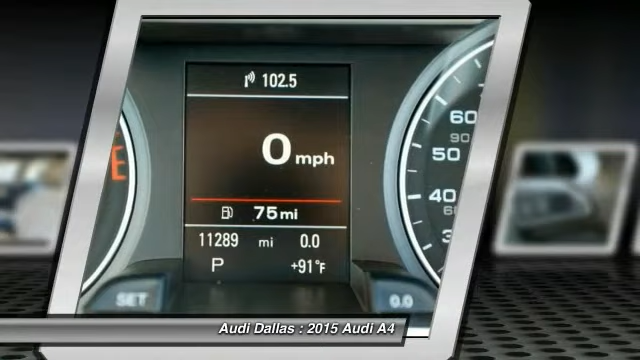 102.5
0 mph
75 mi
11289 mi 0.0
P +91°F
E
60
90
50
40
60
SET
0.0
Audi Dallas : 2015 Audi A4